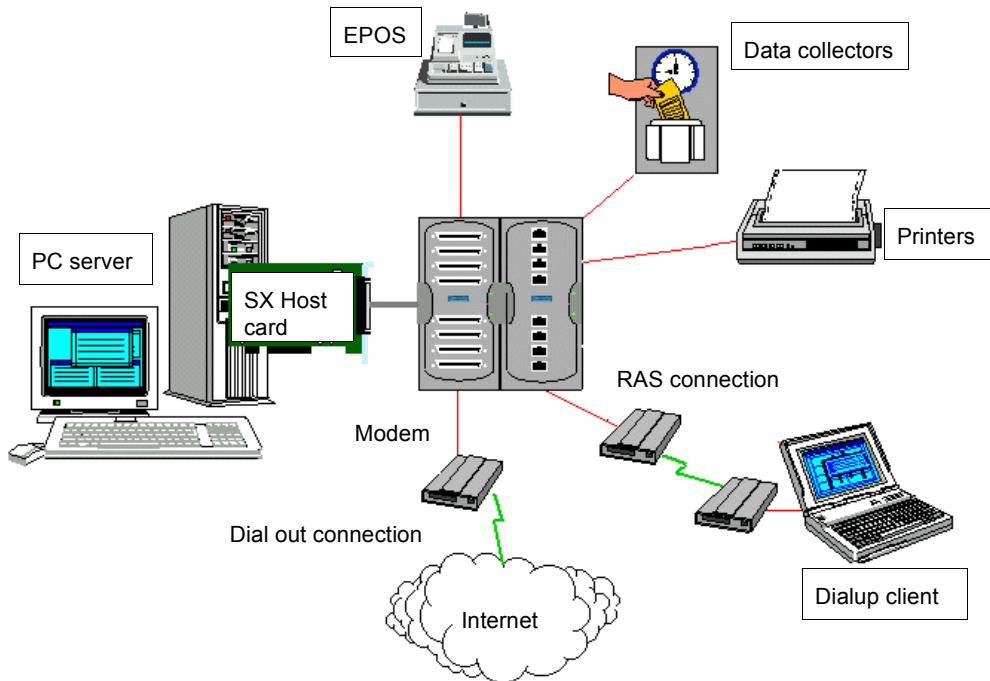 EPOS
Data collectors
PC server
SX Host
card
Printers
RAS connection
Modem
Dial out connection
Internet
Dialup client